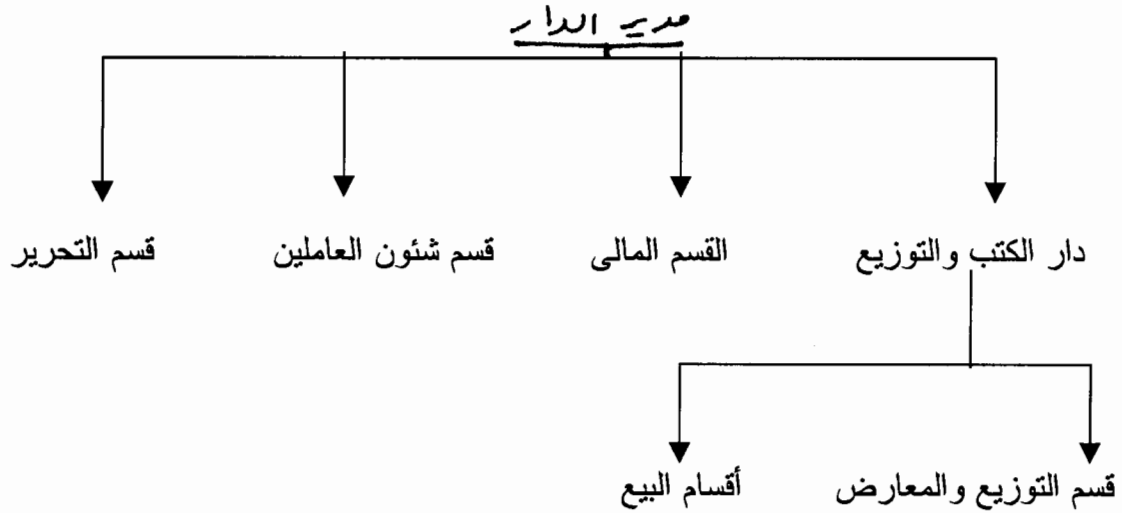 مدير الدار
دار الكتب والتوزيع القسم المالى قسم شئون العاملين قسم التحرير
قسم التوزيع والمعارض أقسام البيع